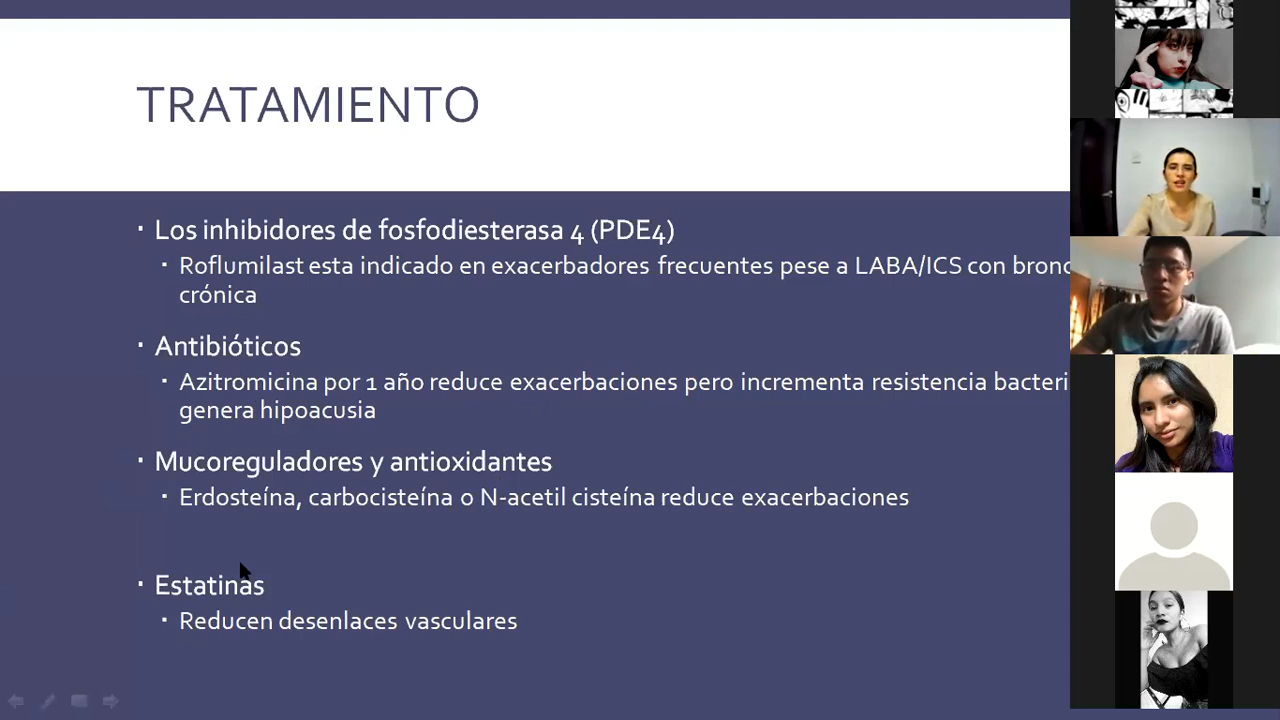 TRATAMIENTO
Los inhibidores de fosfodiesterasa 4 (PDE4)
Roflumilast esta indicado en exacerbadores frecuentes pese a LABA/ICS con
crónica
Antibióticos
Azitromicina por 1 año reduce exacerbaciones pero incrementa resistencia
genera hipoacusia
Mucoreguladores y antioxidantes
Erdosteína, carbocisteína o N-acetil cisteína reduce exacerbaciones
Estatinas
Reducen desenlaces vasculares